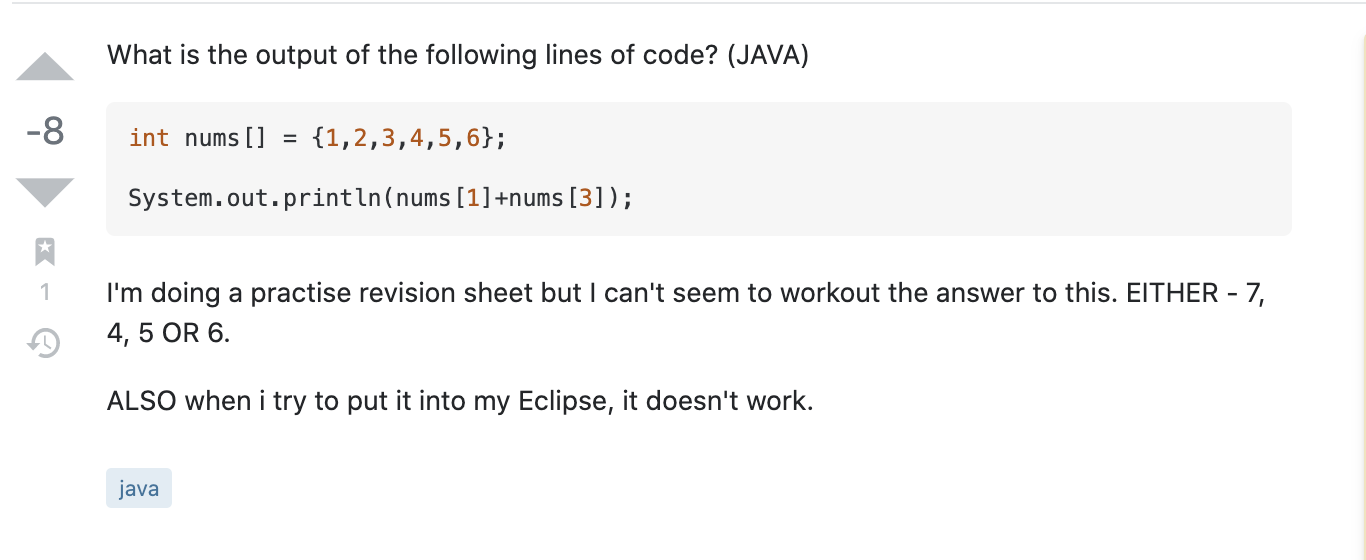 What is the output of the following lines of code? (JAVA)
-8
int nums[] = {1,2,3,4,5,6};
System.out.println(nums[1]+nums[3]);
1
I'm doing a practise revision sheet but I can't seem to workout the answer to this. EITHER - 7,
4, 5 OR 6.
ALSO when i try to put it into my Eclipse, it doesn't work.
java